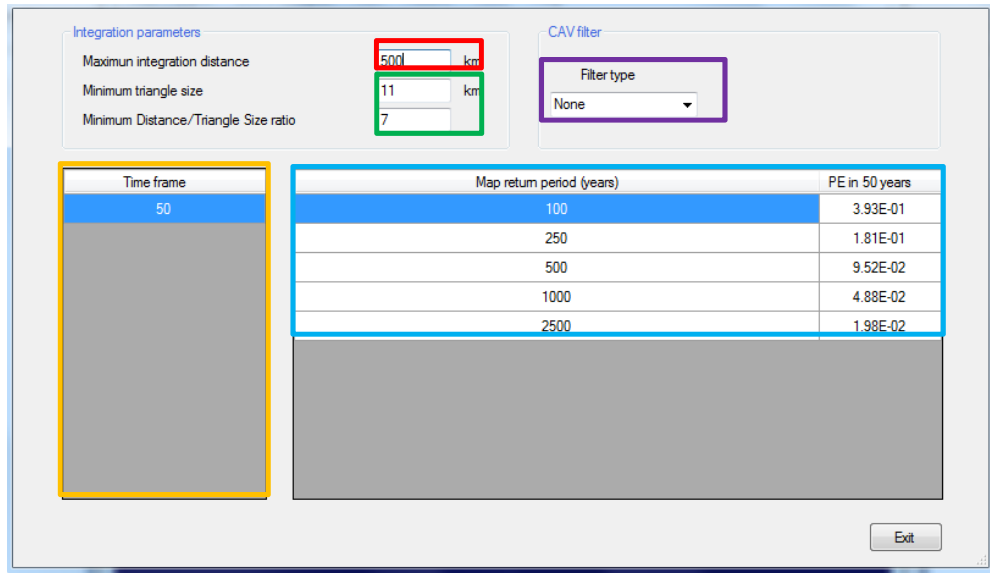 Integration parameters
Maximun integration distance 500 km
Minimum triangle size 11 km
Minimum Distance/Triangle Size ratio 7
CAV filter
Filter type
None
Time frame
50
Map return period (years) PE in 50 years
100 3.93E-01
250 1.81E-01
500 9.52E-02
1000 4.88E-02
2500 1.98E-02
Exit